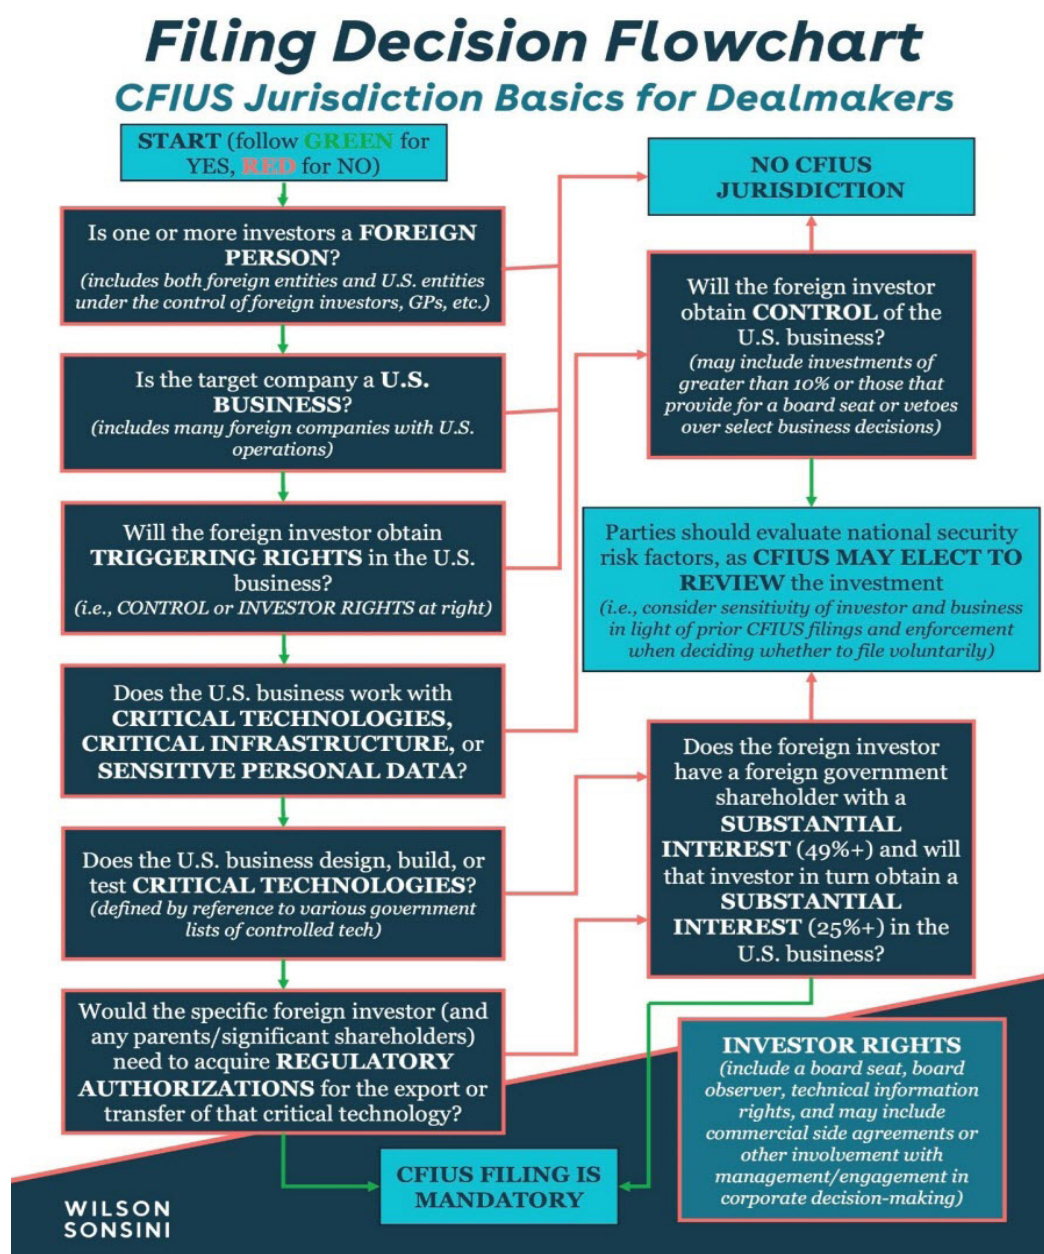 Filing Decision Flowchart
CFIUS Jurisdiction Basics for Dealmakers
START (follow GREEN for
YES, RED for NO)
Is one or more investors a FOREIGN
PERSON?
(includes both foreign entities and U.S. entities
under the control of foreign investors, GPs, etc.)
Is the target company a U.S.
BUSINESS?
(includes many foreign companies with U.S.
operations)
Will the foreign investor obtain
TRIGGERING RIGHTS in the U.S.
business?
(i.e., CONTROL or INVESTOR RIGHTS at right)
Does the U.S. business work with
CRITICAL TECHNOLOGIES,
CRITICAL INFRASTRUCTURE, or
SENSITIVE PERSONAL DATA?
Does the U.S. business design, build, or
test CRITICAL TECHNOLOGIES?
(defined by reference to various government
lists of controlled tech)
Would the specific foreign investor (and
any parents/significant shareholders)
need to acquire REGULATORY
AUTHORIZATIONS for the export or
transfer of that critical technology?
NO CFIUS
JURISDICTION
Will the foreign investor
obtain CONTROL of the
U.S. business?
(may include investments of
greater than 10% or those that
provide for a board seat or vetoes
over select business decisions)
Parties should evaluate national security
risk factors, as CFIUS MAY ELECT TO
REVIEW the investment
(i.e., consider sensitivity of investor and business
in light of prior CFIUS filings and enforcement
when deciding whether to file voluntarily)
Does the foreign investor
have a foreign government
shareholder with a
SUBSTANTIAL
INTEREST (49%+) and will
that investor in turn obtain a
SUBSTANTIAL
INTEREST (25%+) in the
U.S. business?
INVESTOR RIGHTS
(include a board seat, board
observer, technical information
rights, and may include
commercial side agreements or
other involvement with
management/engagement in
corporate decision-making)
CFIUS FILING IS
MANDATORY
WILSON
SONSINI